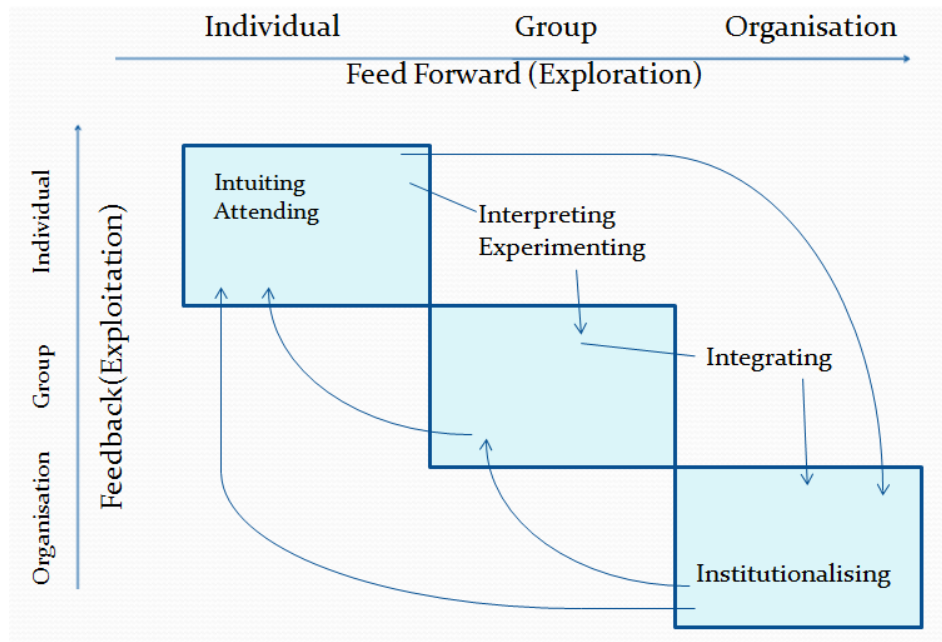 Individual
Group
Organisation
Feed Forward (Exploration)
Individual
Group
Organisation
Feedback(Exploitation)
Intuiting
Attending
Interpreting
Experimenting
Integrating
Institutionalising